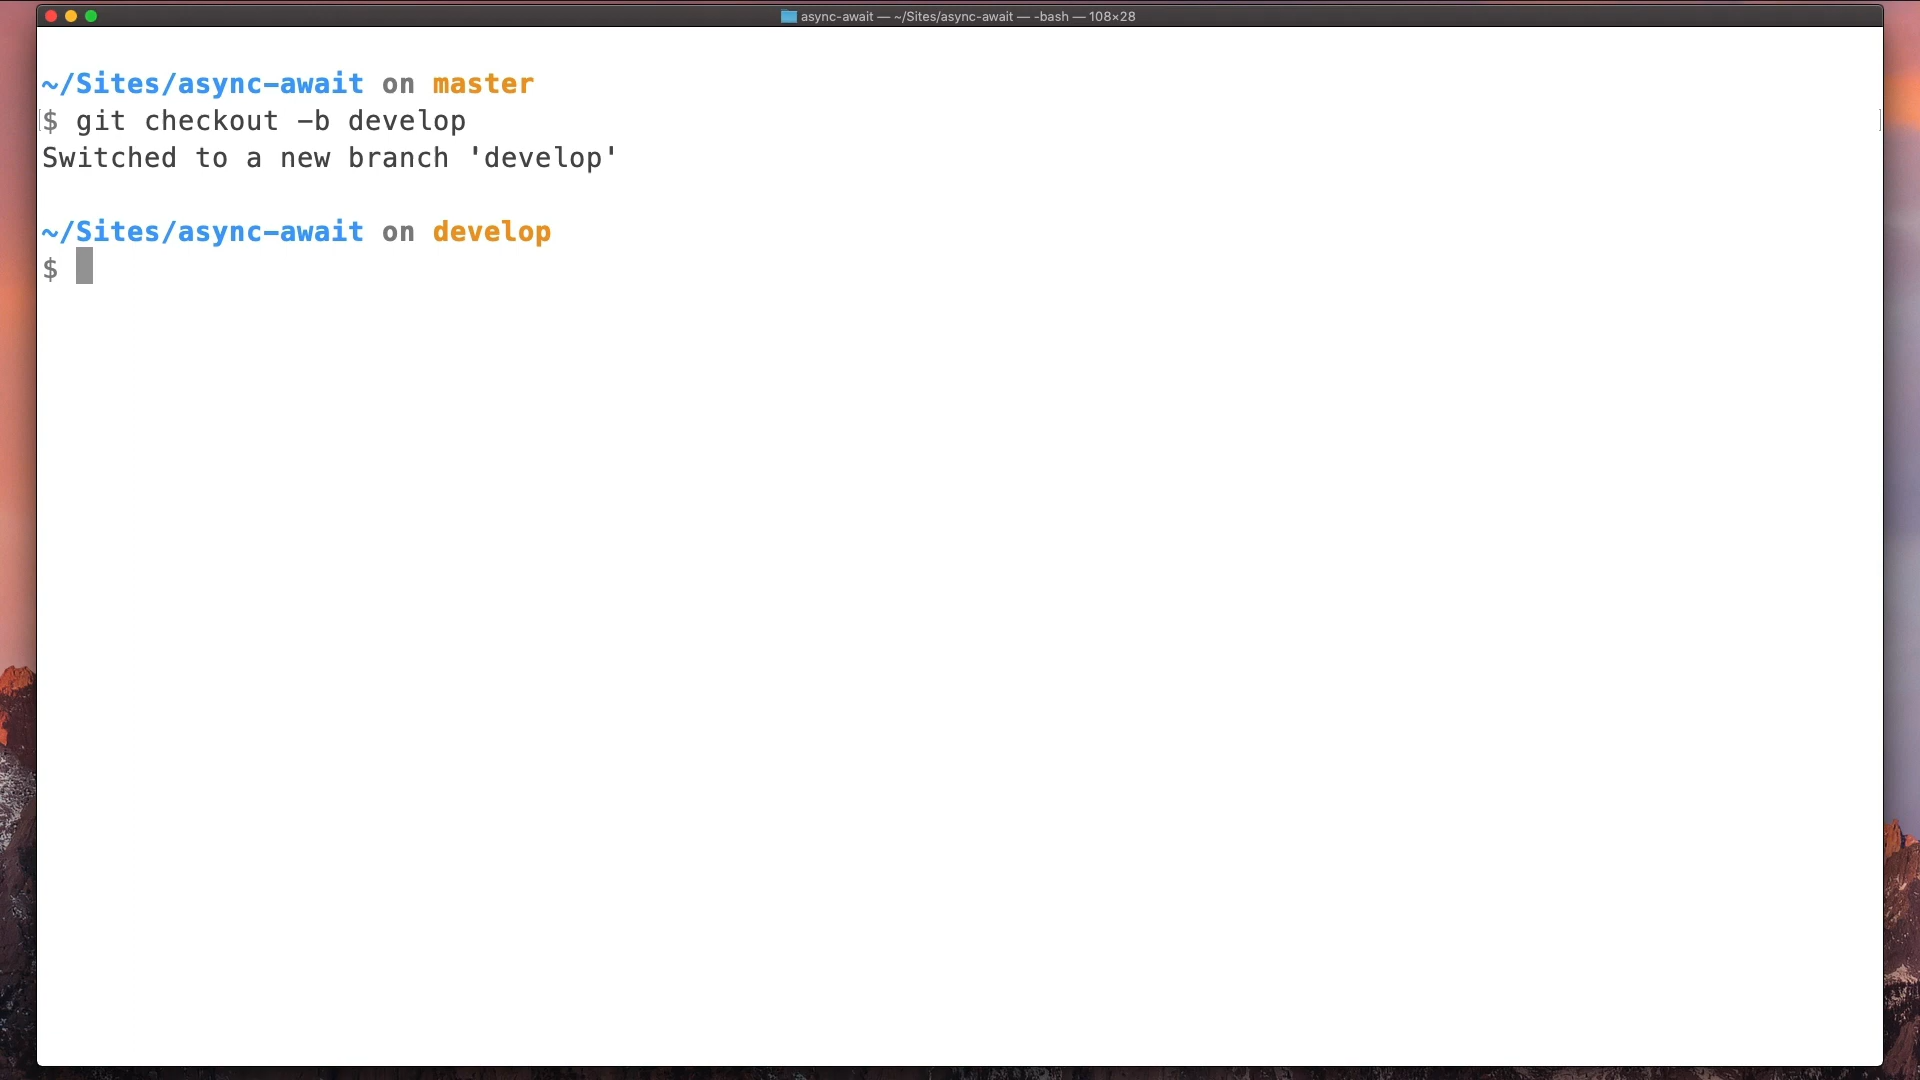 async-await — ~/Sites/async-await — -bash — 108×28
~/Sites/async-await on master
$ git checkout -b develop
Switched to a new branch 'develop'
~/Sites/async-await on develop
$